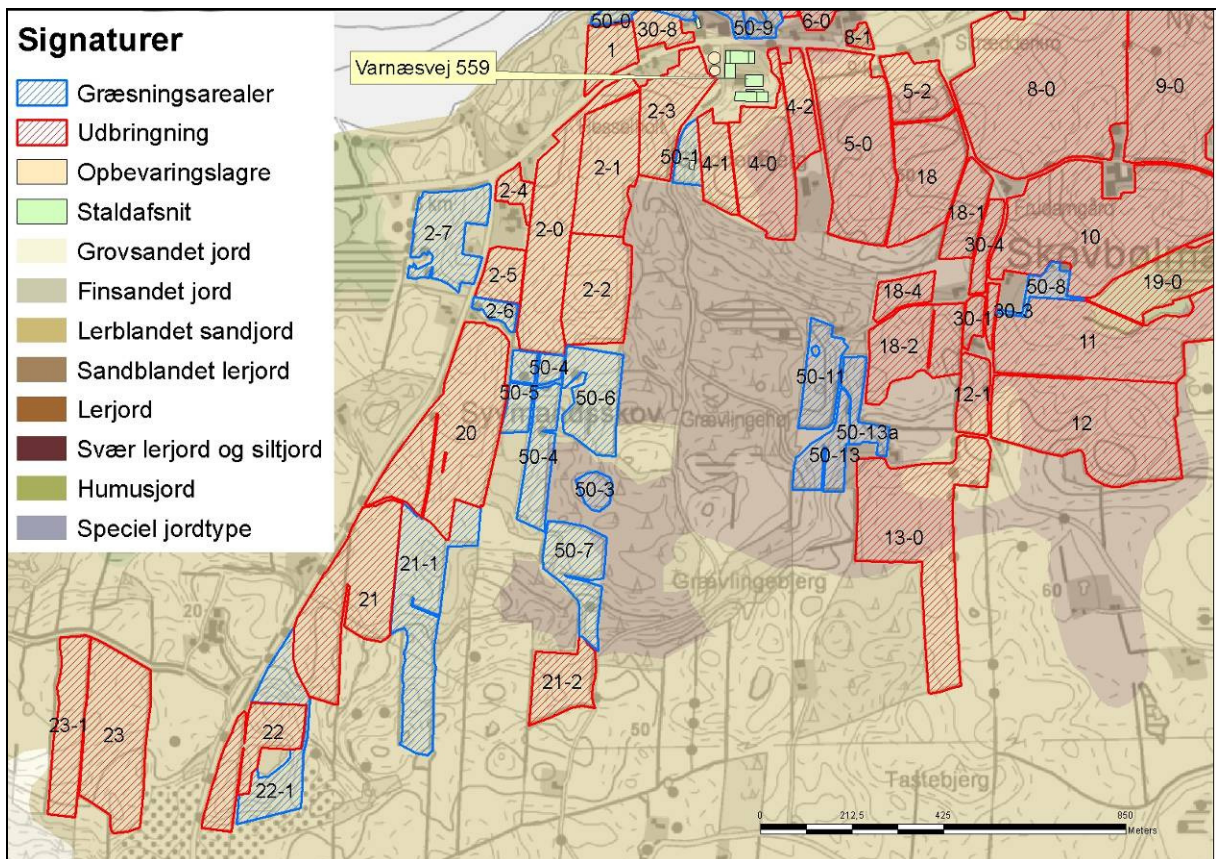 Signaturer
Græsningsarealer
Udbringning
Opbevaringslagre
Staldafsnit
Grovsandet jord
Finsandet jord
Lerblandet sandjord
Sandblandet lerjord
Lerjord
Svær lerjord og siltjord
Humusjord
Speciel jordtype
Varnæsvej 559
50-0
30-8
50-9
6-0
8-1
1
8-0
9-0
5-2
4-2
2-3
50-1
4-1
4-0
5-0
18
2-1
2-4
2-0
2-7
km
18-1
30-4
10
2-5
2-2
2-6
18-4
50-8
19-0
30-1
30-3
11
18-2
50-4
50-5
50-6
50-11
12-1
12
Grævlingehøj
20
50-13a
50-13
50-4
50-3
13-0
50-7
21-1
Grævlingebjerg
60
21
20
21-2
50
23-1
23
22
22-1
Tastebjerg
0
212,5
425
850
Meters